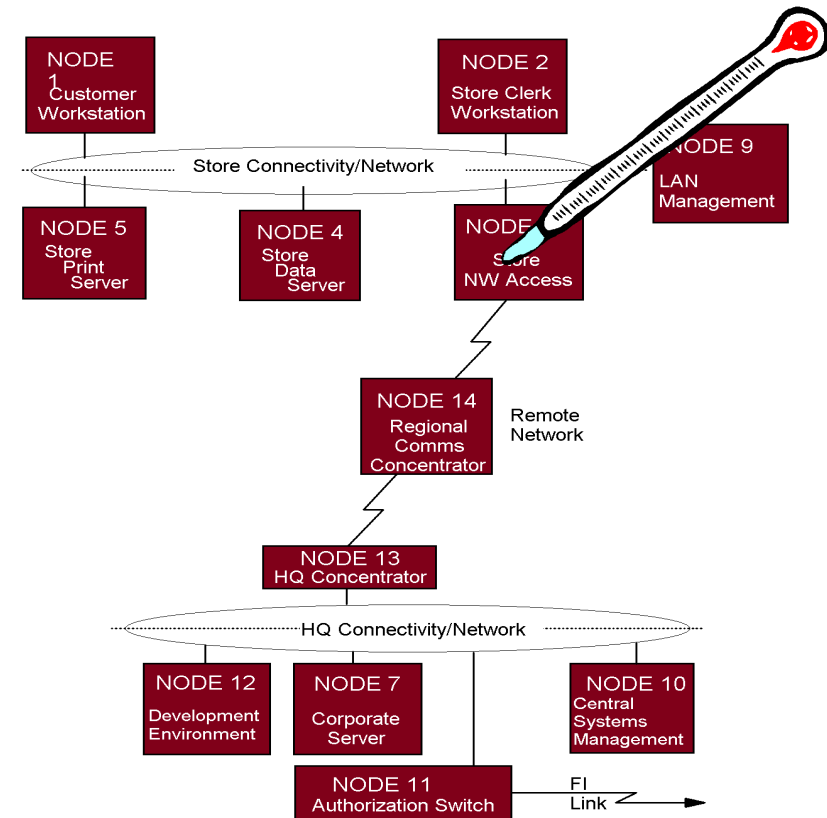 NODE
1
Customer
Workstation
NODE 2
Store Clerk
Workstation
NODE 9
LAN
Management
Store Connectivity/Network
NODE 5
Store
Print
Server
NODE 4
Store
Data
Server
NODE
Store
NW Access
NODE 14
Regional
Comms
Concentrator
Remote
Network
NODE 13
HQ Concentrator
HQ Connectivity/Network
NODE 12
Development
Environment
NODE 7
Corporate
Server
NODE 10
Central
Systems
Management
NODE 11
Authorization Switch
FI
Link